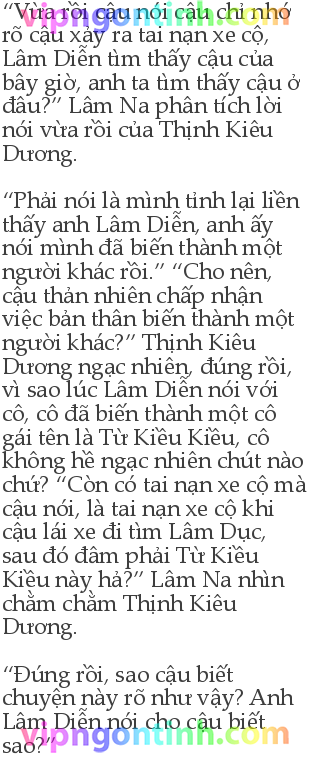 “Vừa rồi cậu nói cậu chỉ nhớ
vipngontinh.com
rõ cậu xảy ra tai nạn xe cộ,
Lâm Diễn tìm thấy cậu của
bây giờ, anh ta tìm thấy cậu ở
đâu?” Lâm Na phân tích lời
nói vừa rồi của Thịnh Kiêu
Dương.
“Phải nói là mình tỉnh lại liền
thấy anh Lâm Diễn, anh ấy
nói mình đã biến thành một
người khác rồi.” “Cho nên,
cậu thản nhiên chấp nhận
việc bản thân biến thành một
người khác?” Thịnh Kiêu
Dương ngạc nhiên, đúng rồi,
vì sao lúc Lâm Diễn nói với
cô, cô đã biến thành một cô
gái tên là Từ Kiều Kiều, cô
không hề ngạc nhiên chút nào
chứ? “Còn có tai nạn xe cộ mà
cậu nói, là tai nạn xe cộ khi
cậu lái xe đi tìm Lâm Dục,
sau đó đâm phải Từ Kiều
Kiều này hả?” Lâm Na nhìn
chằm chằm Thịnh Kiêu
Dương.
“Đúng rồi, sao cậu biết
chuyện này rõ như vậy? Anh
Lâm Diễn nói cho cậu biết
vipngontinh.com
sao?”